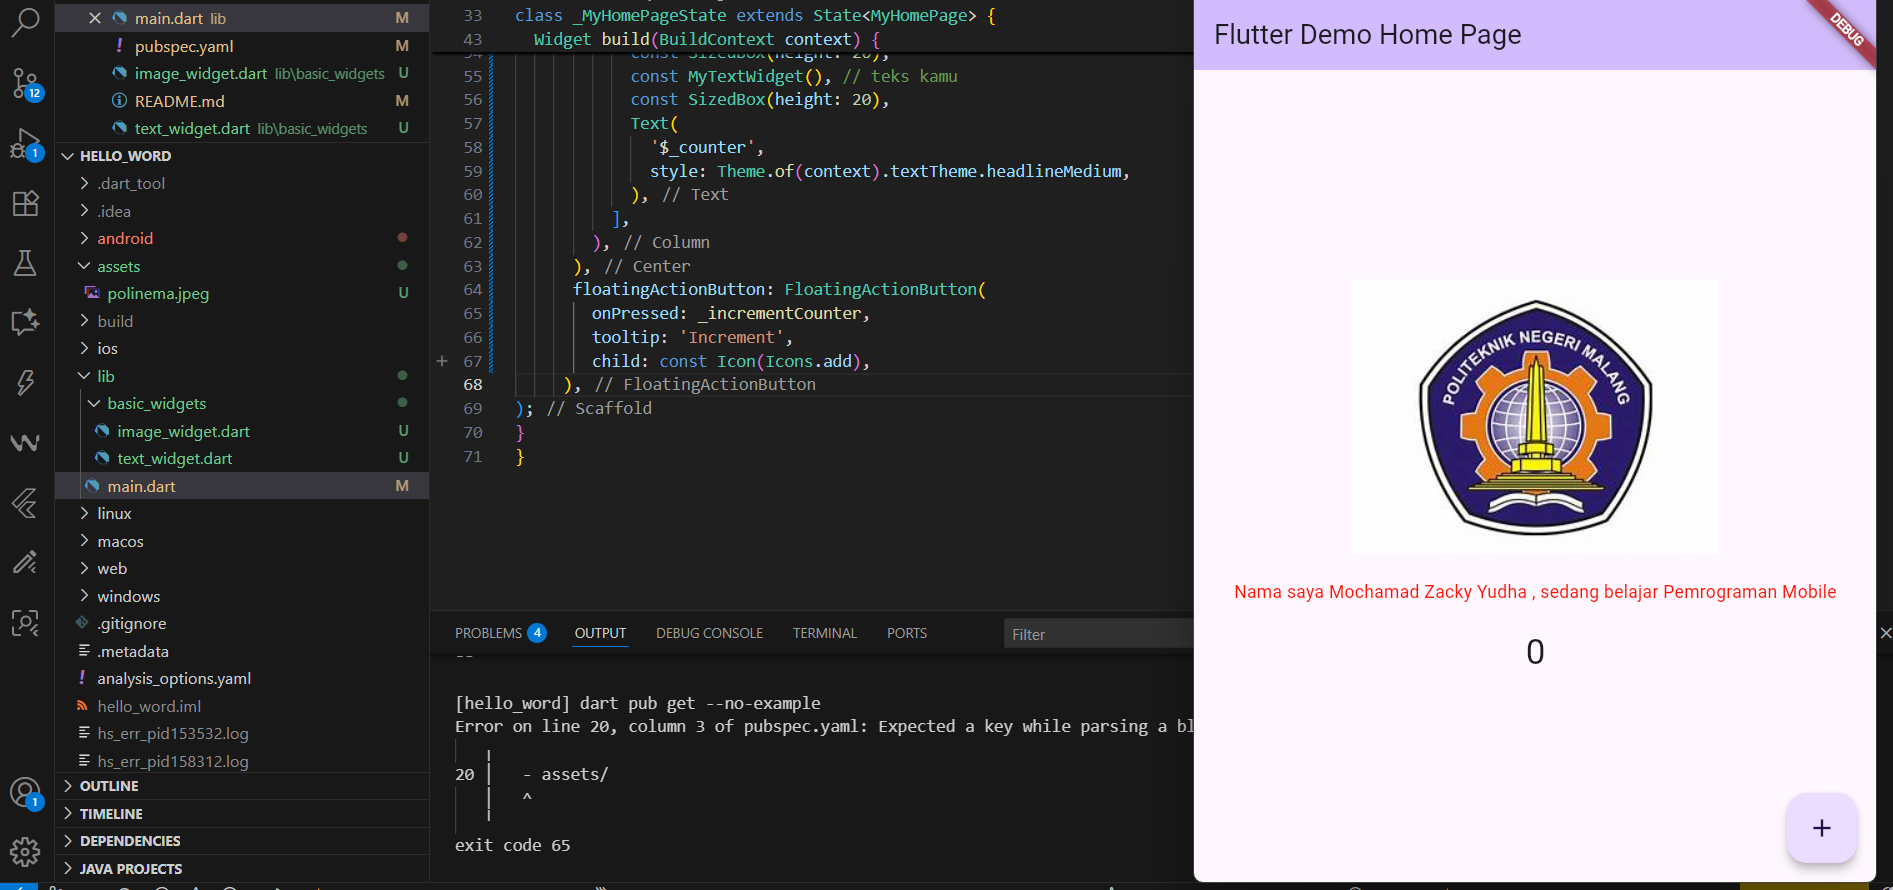 main.dart lib M
pubspec.yaml M
image_widget.dart lib\basic_widgets U
README.md M
text_widget.dart lib\basic_widgets U
HELLO_WORD
.dart_tool
.idea
android
assets
polinema.jpeg U
build
ios
lib
basic_widgets
image_widget.dart U
text_widget.dart U
main.dart M
linux
macos
web
windows
.gitignore
.metadata
analysis_options.yaml
hello_word.iml
hs_err_pid153532.log
hs_err_pid158312.log
OUTLINE
TIMELINE
DEPENDENCIES
JAVA PROJECTS
12
1
1
33 class _MyHomePageState extends State<MyHomePage> {
43 Widget build(BuildContext context) {
54 const SizedBox(height: 20),
55 const MyTextWidget(), // teks kamu
56 const SizedBox(height: 20),
57 Text(
58 '$_counter',
59 style: Theme.of(context).textTheme.headlineMedium,
60 ), // Text
61 ],
62 ), // Column
63 ), // Center
64 floatingActionButton: FloatingActionButton(
65 onPressed: _incrementCounter,
66 tooltip: 'Increment',
67 child: const Icon(Icons.add),
68 ), // FloatingActionButton
69 ); // Scaffold
70 }
71 }
PROBLEMS 4 OUTPUT DEBUG CONSOLE TERMINAL PORTS Filter
[hello_word] dart pub get --no-example
Error on line 20, column 3 of pubspec.yaml: Expected a key while parsing a bl
20 │ - assets/
^
exit code 65
Flutter Demo Home Page
DEBUG
POLITEKNIK NEGERI MALANG
Nama saya Mochamad Zacky Yudha , sedang belajar Pemrograman Mobile
0
+